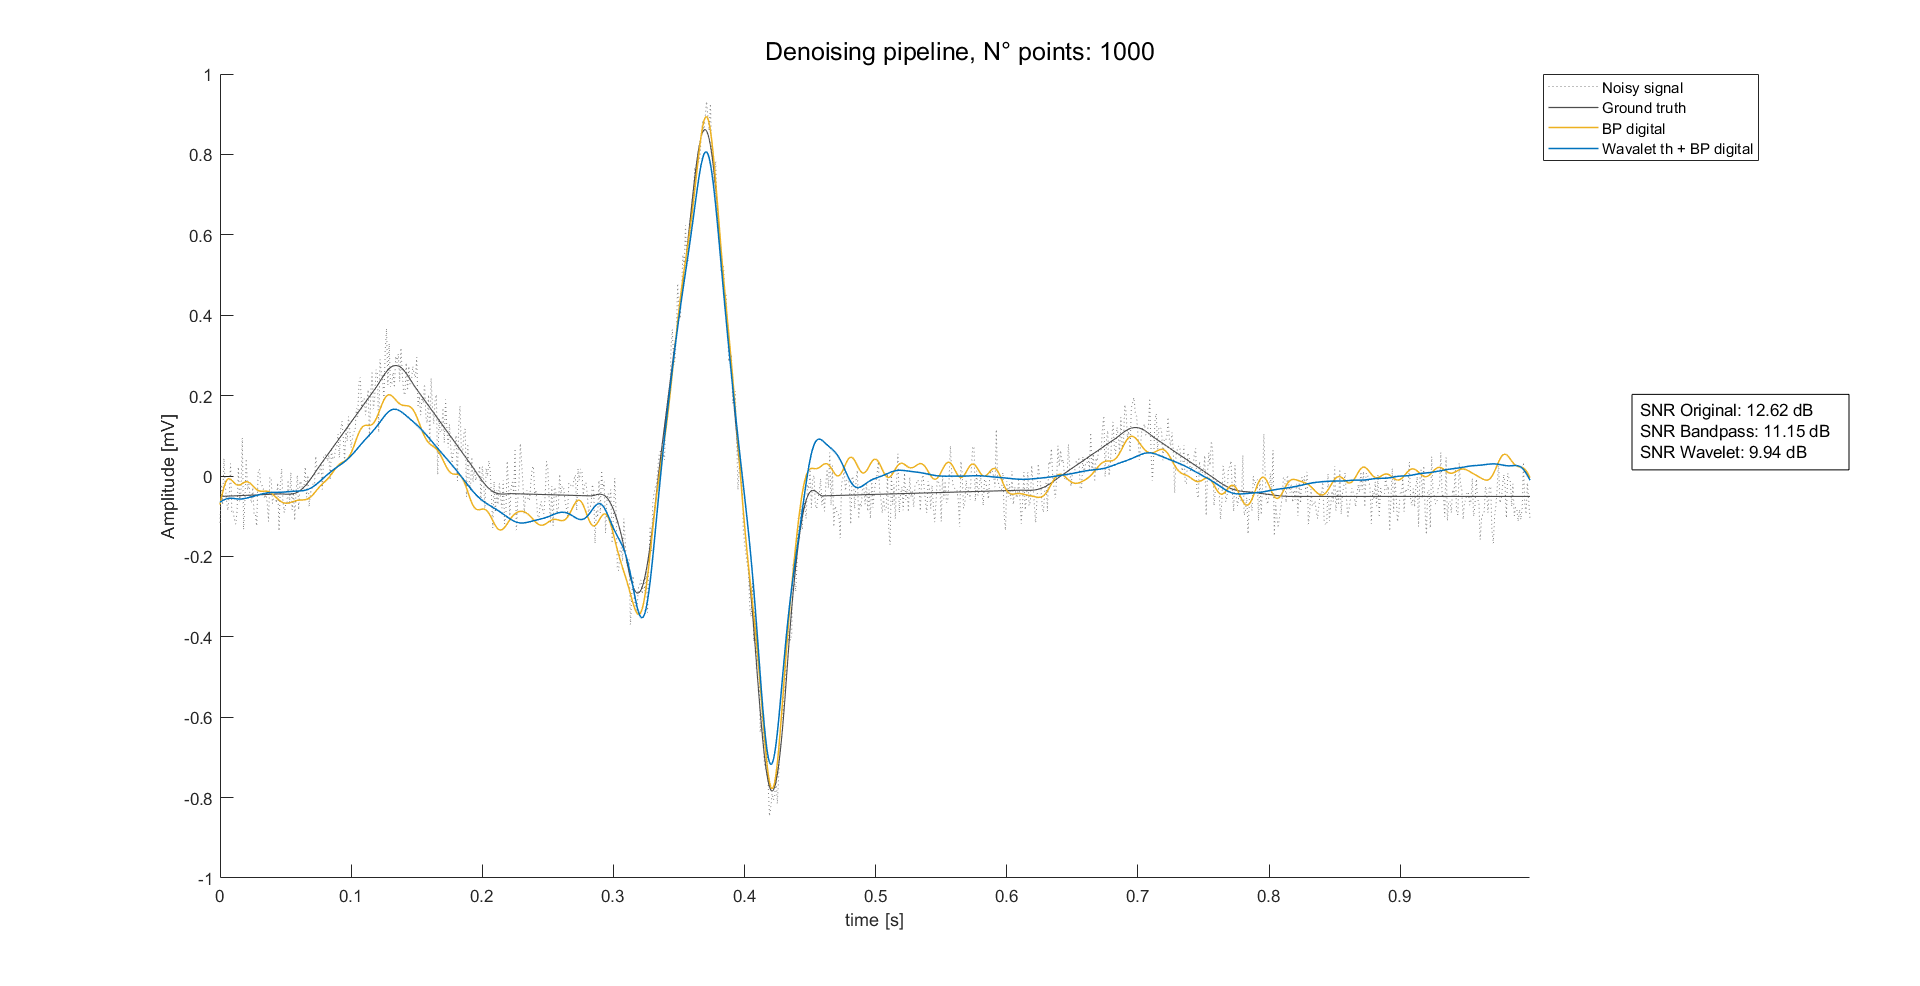 Denoising pipeline, N° points: 1000
Noisy signal
Ground truth
BP digital
Wavalet th + BP digital
SNR Original: 12.62 dB
SNR Bandpass: 11.15 dB
SNR Wavelet: 9.94 dB
Amplitude [mV]
1
0.8
0.6
0.4
0.2
0
-0.2
-0.4
-0.6
-0.8
-1
0
0.1
0.2
0.3
0.4
0.5
0.6
0.7
0.8
0.9
time [s]